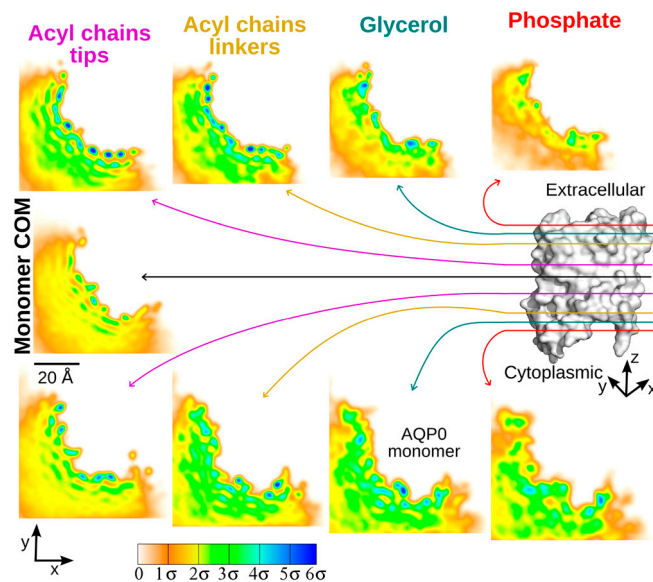 Acyl chains
tips
Acyl chains
linkers
Glycerol
Phosphate
Extracellular
Monomer COM
20 Å
Cytoplasmic
z
y
x
AQP0
monomer
y
x
0 1σ 2σ 3σ 4σ 5σ 6σ